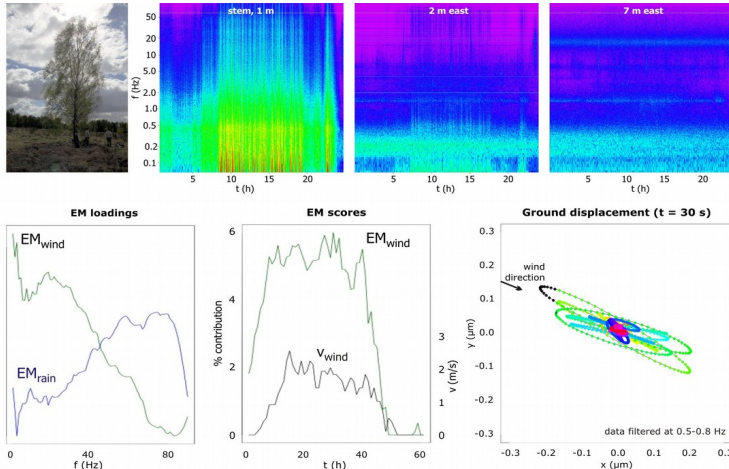 stem, 1 m
2 m east
7 m east
f (Hz)
50
20
10
5.0
2.0
1.0
0.5
0.2
0.1
5 10 15 20
t (h)
5 10 15 20
t (h)
5 10 15 20
t (h)
EM loadings
EMwind
EMrain
0 40 80
f (Hz)
EM scores
EMwind
vwind
% contribution
6
4
2
0
v (m/s)
3
2
1
0
0 10 20 30 40 50 60
t (h)
Ground displacement (t = 30 s)
wind
direction
y (µm)
0.3
0.2
0.1
0.0
-0.1
-0.2
-0.3
data filtered at 0.5-0.8 Hz
-0.3 -0.2 -0.1 0.0 0.1 0.2 0.3
x (µm)